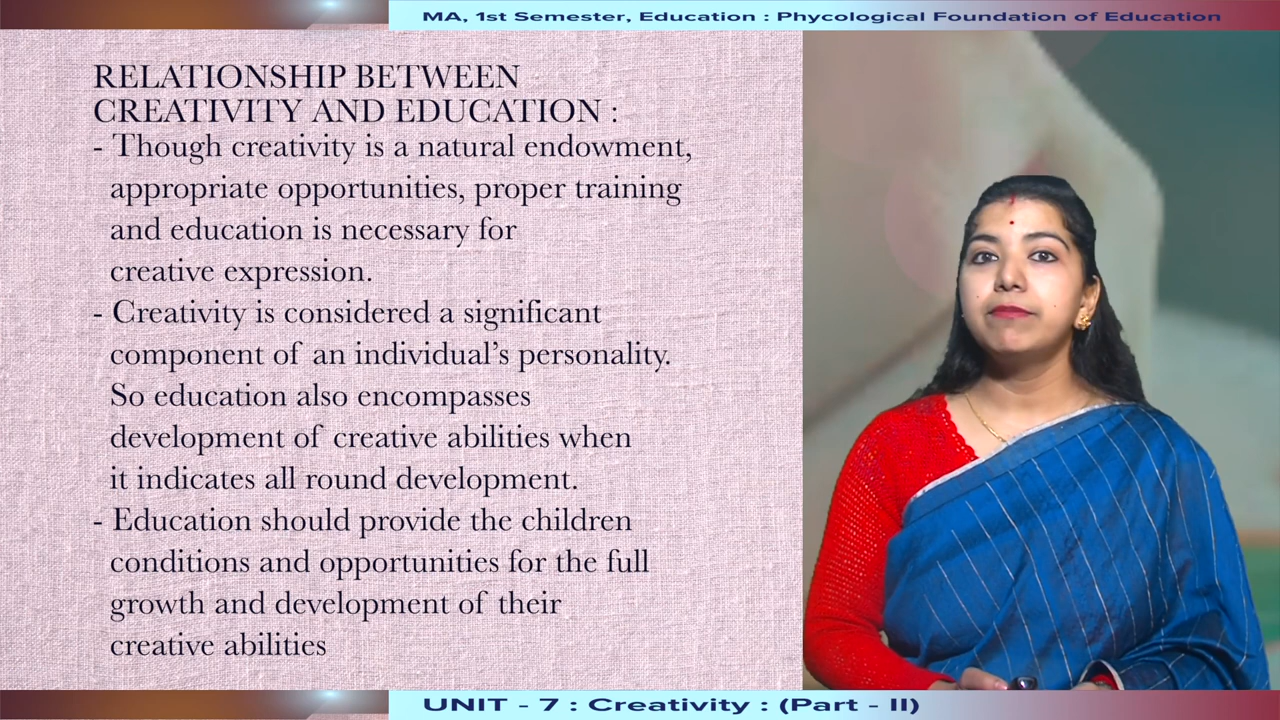 MA, 1st Semester, Education : Phycological Foundation of Education
RELATIONSHIP BETWEEN
CREATIVITY AND EDUCATION :
- Though creativity is a natural endowment,
appropriate opportunities, proper training
and education is necessary for
creative expression.
- Creativity is considered a significant
component of an individual’s personality.
So education also encompasses
development of creative abilities when
it indicates all round development.
- Education should provide the children
conditions and opportunities for the full
growth and development of their
creative abilities
UNIT - 7 : Creativity : (Part - II)